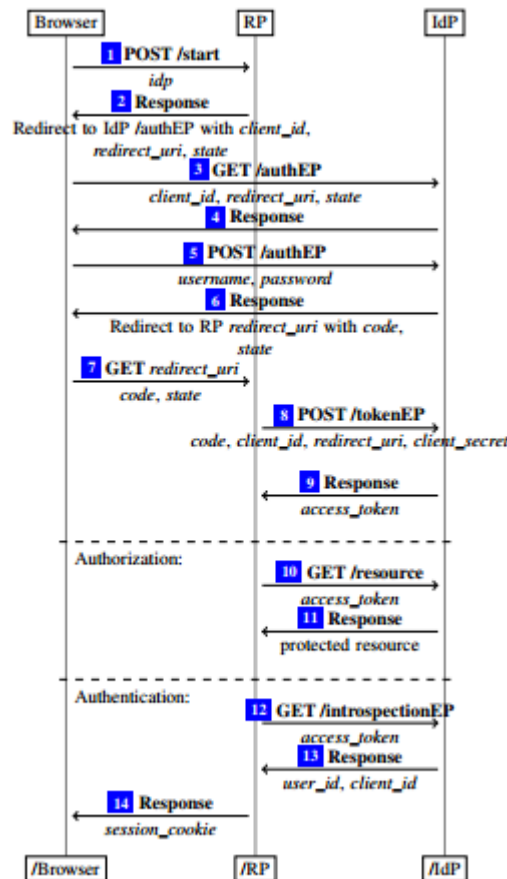 Browser RP IdP
1 POST /start
idp
2 Response
Redirect to IdP /authEP with client_id,
redirect_uri, state
3 GET /authEP
client_id, redirect_uri, state
4 Response
5 POST /authEP
username, password
6 Response
Redirect to RP redirect_uri with code,
state
7 GET redirect_uri
code, state
8 POST /tokenEP
code, client_id, redirect_uri, client_secret
9 Response
access_token
Authorization:
10 GET /resource
access_token
11 Response
protected resource
Authentication:
12 GET /introspectionEP
access_token
13 Response
user_id, client_id
14 Response
session_cookie
/Browser /RP /IdP